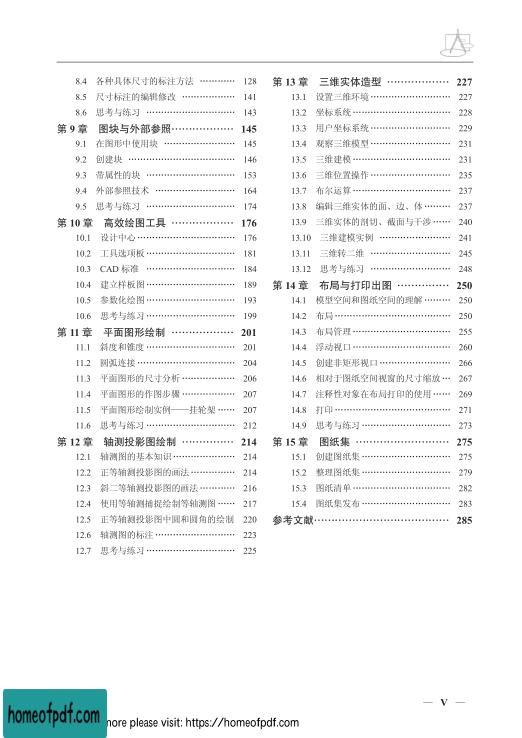 8.4 各种具体尺寸的标注方法 ………… 128
8.5 尺寸标注的编辑修改 ……………… 141
8.6 思考与练习 ………………………… 143
第 9 章 图块与外部参照……………… 145
9.1 在图形中使用块 …………………… 145
9.2 创建块 ……………………………… 146
9.3 带属性的块 ………………………… 153
9.4 外部参照技术 ……………………… 164
9.5 思考与练习 ………………………… 174
第 10 章 高效绘图工具 ……………… 176
10.1 设计中心…………………………… 176
10.2 工具选项板………………………… 181
10.3 CAD 标准 ………………………… 184
10.4 建立样板图………………………… 189
10.5 参数化绘图………………………… 193
10.6 思考与练习………………………… 199
第 11 章 平面图形绘制 ……………… 201
11.1 斜度和锥度………………………… 201
11.2 圆弧连接…………………………… 204
11.3 平面图形的尺寸分析……………… 206
11.4 平面图形的作图步骤……………… 207
11.5 平面图形绘制实例——挂轮架…… 207
11.6 思考与练习………………………… 212
第 12 章 轴测投影图绘制 …………… 214
12.1 轴测图的基本知识………………… 214
12.2 正等轴测投影图的画法…………… 214
12.3 斜二等轴测投影图的画法………… 216
12.4 使用等轴测捕捉绘制等轴测图…… 217
12.5 正等轴测投影图中圆和圆角的绘制 220
12.6 轴测图的标注……………………… 223
12.7 思考与练习………………………… 225
第 13 章 三维实体造型 ……………… 227
13.1 设置三维环境……………………… 227
13.2 坐标系统…………………………… 228
13.3 用户坐标系统……………………… 229
13.4 观察三维模型……………………… 231
13.5 三维建模…………………………… 231
13.6 三维位置操作……………………… 235
13.7 布尔运算…………………………… 237
13.8 编辑三维实体的面、边、体……… 237
13.9 三维实体的剖切、截面与干涉…… 240
13.10 三维建模实例 …………………… 241
13.11 三维转二维 ……………………… 245
13.12 思考与练习 ……………………… 248
第 14 章 布局与打印出图 …………… 250
14.1 模型空间和图纸空间的理解……… 250
14.2 布局………………………………… 250
14.3 布局管理…………………………… 255
14.4 浮动视口…………………………… 260
14.5 创建非矩形视口…………………… 266
14.6 相对于图纸空间视窗的尺寸缩放… 267
14.7 注释性对象在布局打印的使用…… 269
14.8 打印………………………………… 271
14.9 思考与练习………………………… 273
第 15 章 图纸集 ……………………… 275
15.1 创建图纸集………………………… 275
15.2 整理图纸集………………………… 279
15.3 图纸清单…………………………… 282
15.4 图纸集发布………………………… 283
参考文献………………………………… 285
— V —
homeofpdf.com
more please visit: https://homeofpdf.com